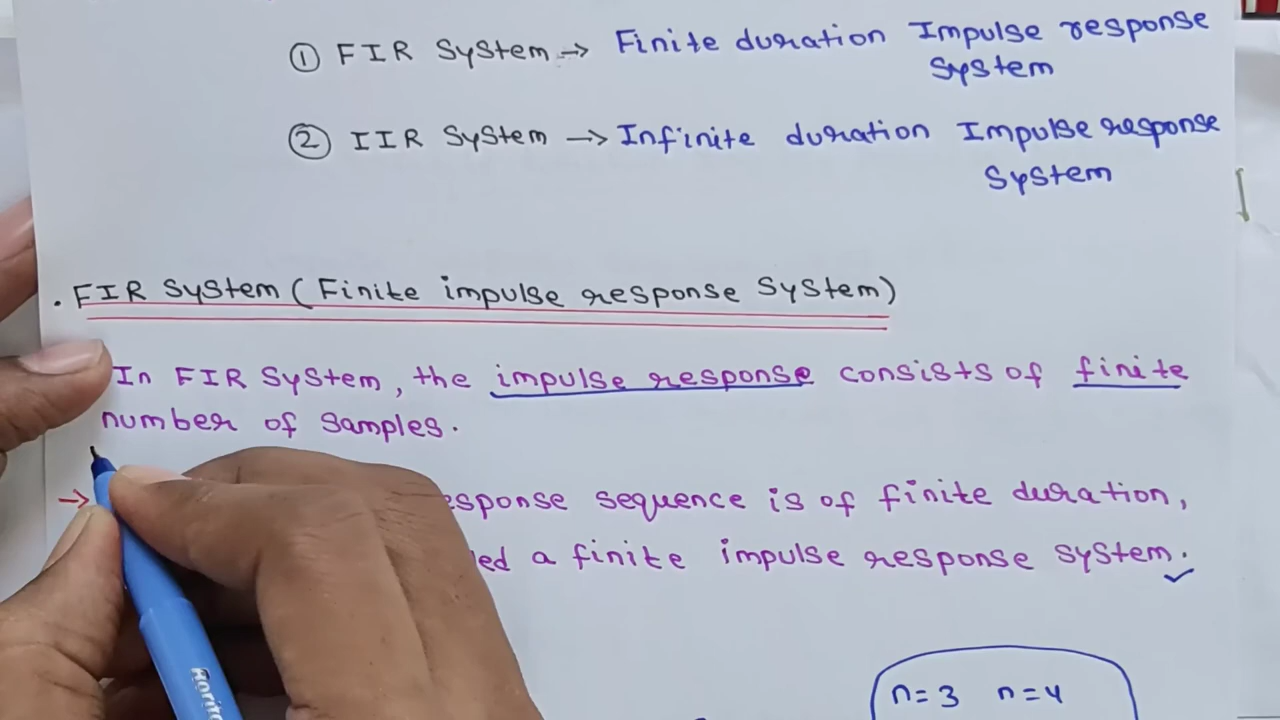 ① FIR System → Finite duration Impulse response
System
② IIR System → Infinite duration Impulse response
System
. FIR System ( Finite impulse response System)
In FIR System, the impulse response consists of finite
number of samples.
→ sponse sequence is of finite duration,
ed a finite impulse response system.
n=3 n=4